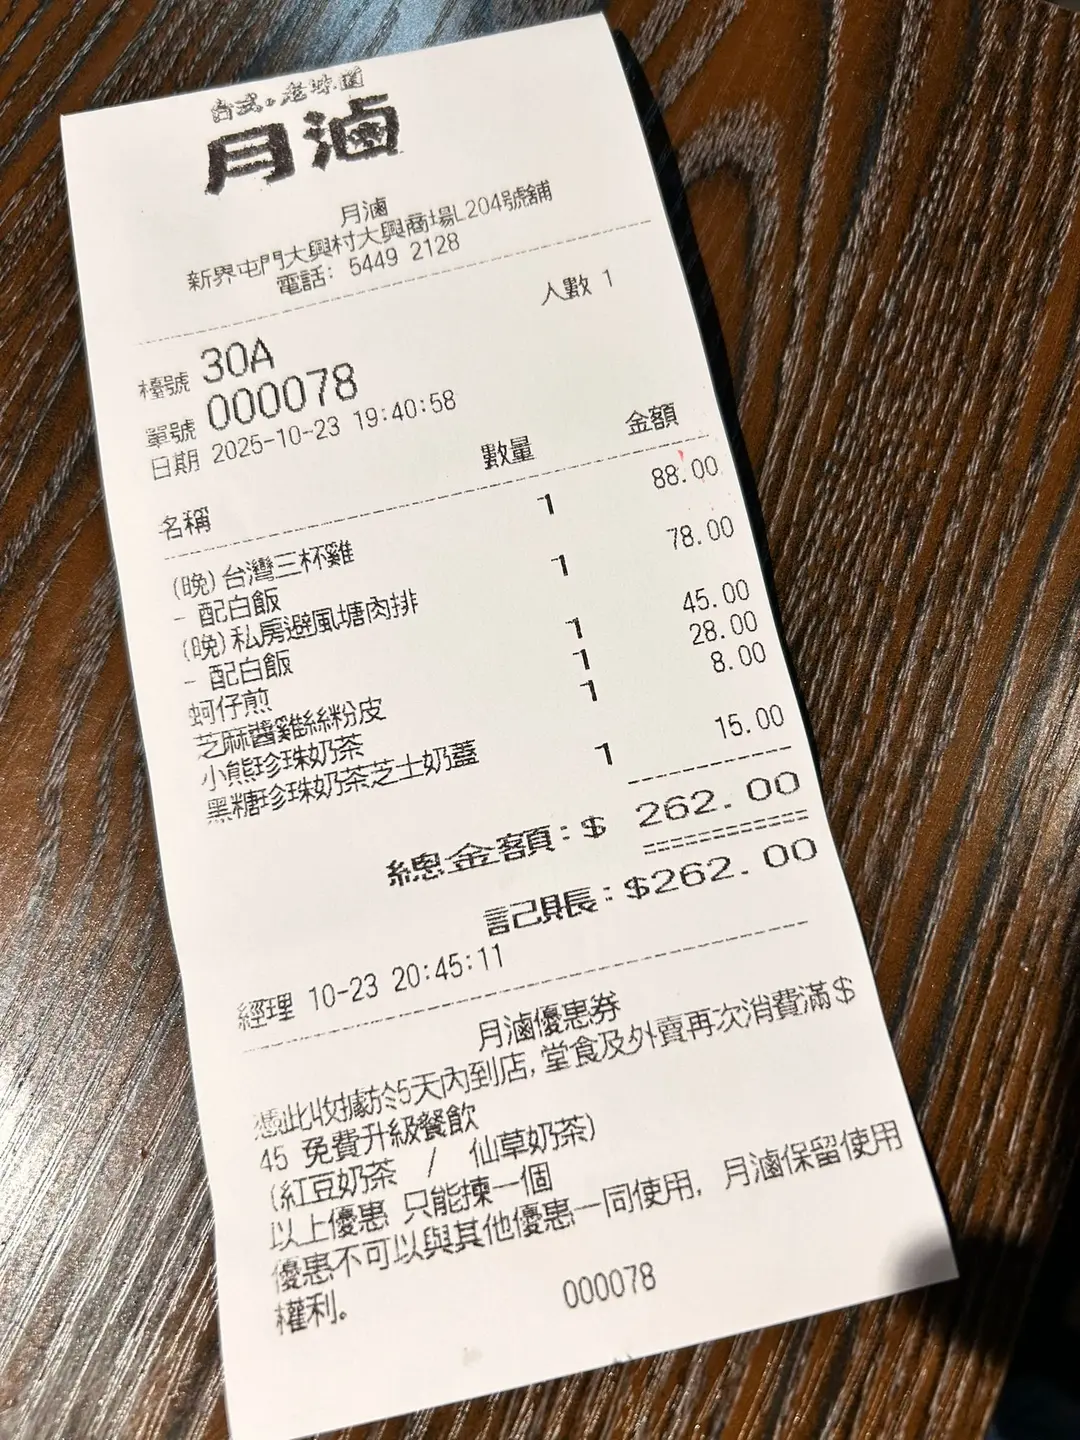 台式·老味道
月滷
月滷
新界屯門大興村大興商場L204號舖
電話: 5449 2128
人數 1
檯號 30A
單號 000078
日期 2025-10-23 19:40:58
名稱 數量 金額
(晚)台灣三杯雞 1 88.00
- 配白飯
(晚)私房避風塘肉排 1 78.00
- 配白飯
蚵仔煎 1 45.00
芝麻醬雞絲粉皮 1 28.00
小熊珍珠奶茶 1 8.00
黑糖珍珠奶茶芝士奶蓋 1 15.00
總金額:$ 262.00
記賬:$262.00
經理 10-23 20:45:11
月滷優惠券
憑此收據於5天內到店,堂食及外賣再次消費滿$
45 免費升級餐飲
(紅豆奶茶 / 仙草奶茶)
以上優惠 只能揀一個
優惠不可以與其他優惠一同使用, 月滷保留使用
權利。
000078